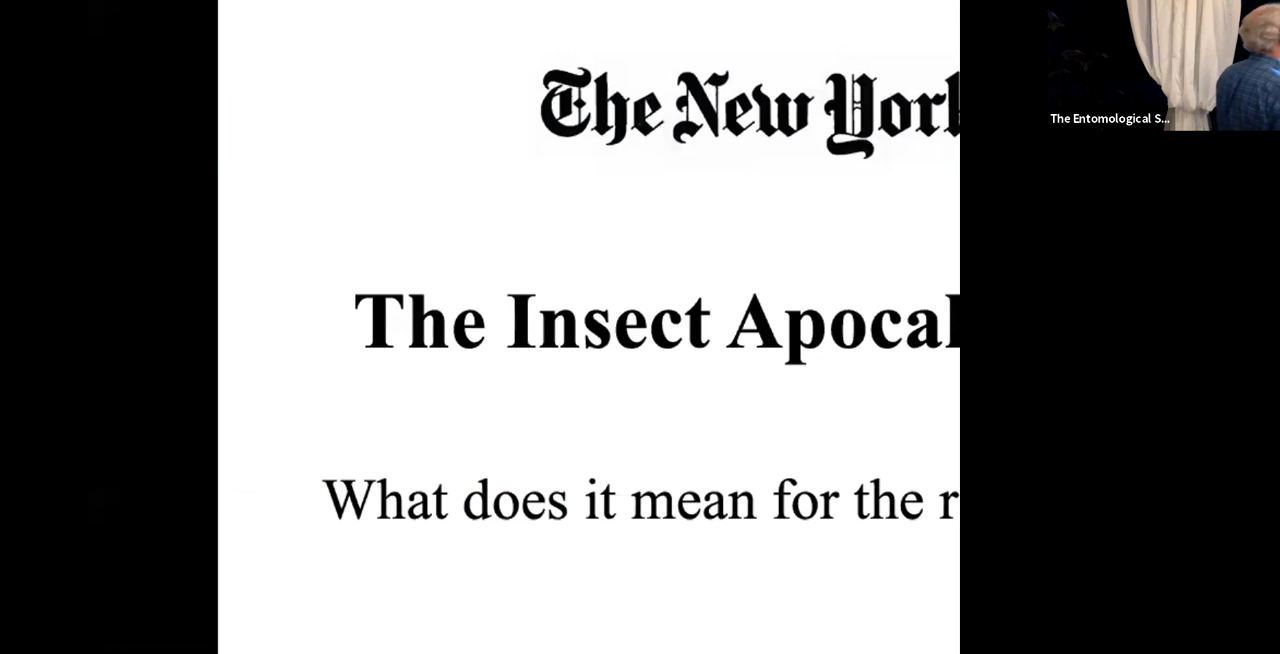 The New York
The Insect Apocal
What does it mean for the r
The Entomological S...